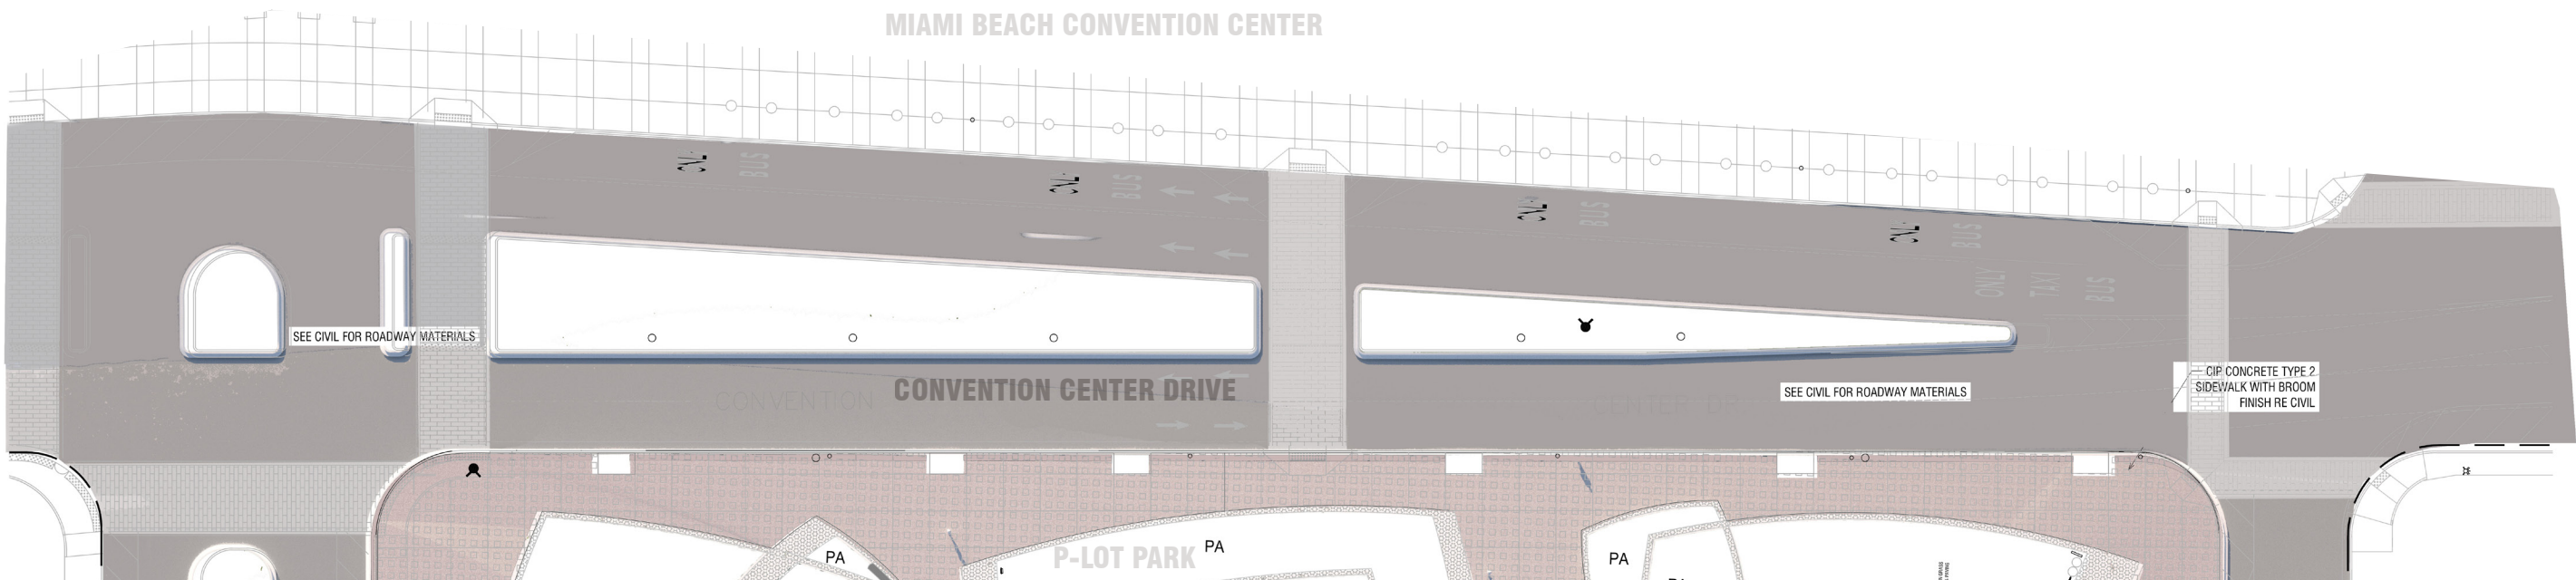 MIAMI BEACH CONVENTION CENTER
BUS
BUS
BUS
BUS
ONLY
TAXI
BUS
SEE CIVIL FOR ROADWAY MATERIALS
CONVENTION
CONVENTION CENTER DRIVE
SEE CIVIL FOR ROADWAY MATERIALS
CENTER DR
CIP CONCRETE TYPE 2
SIDEWALK WITH BROOM
FINISH RE CIVIL
PA
P-LOT PARK
PA
PA